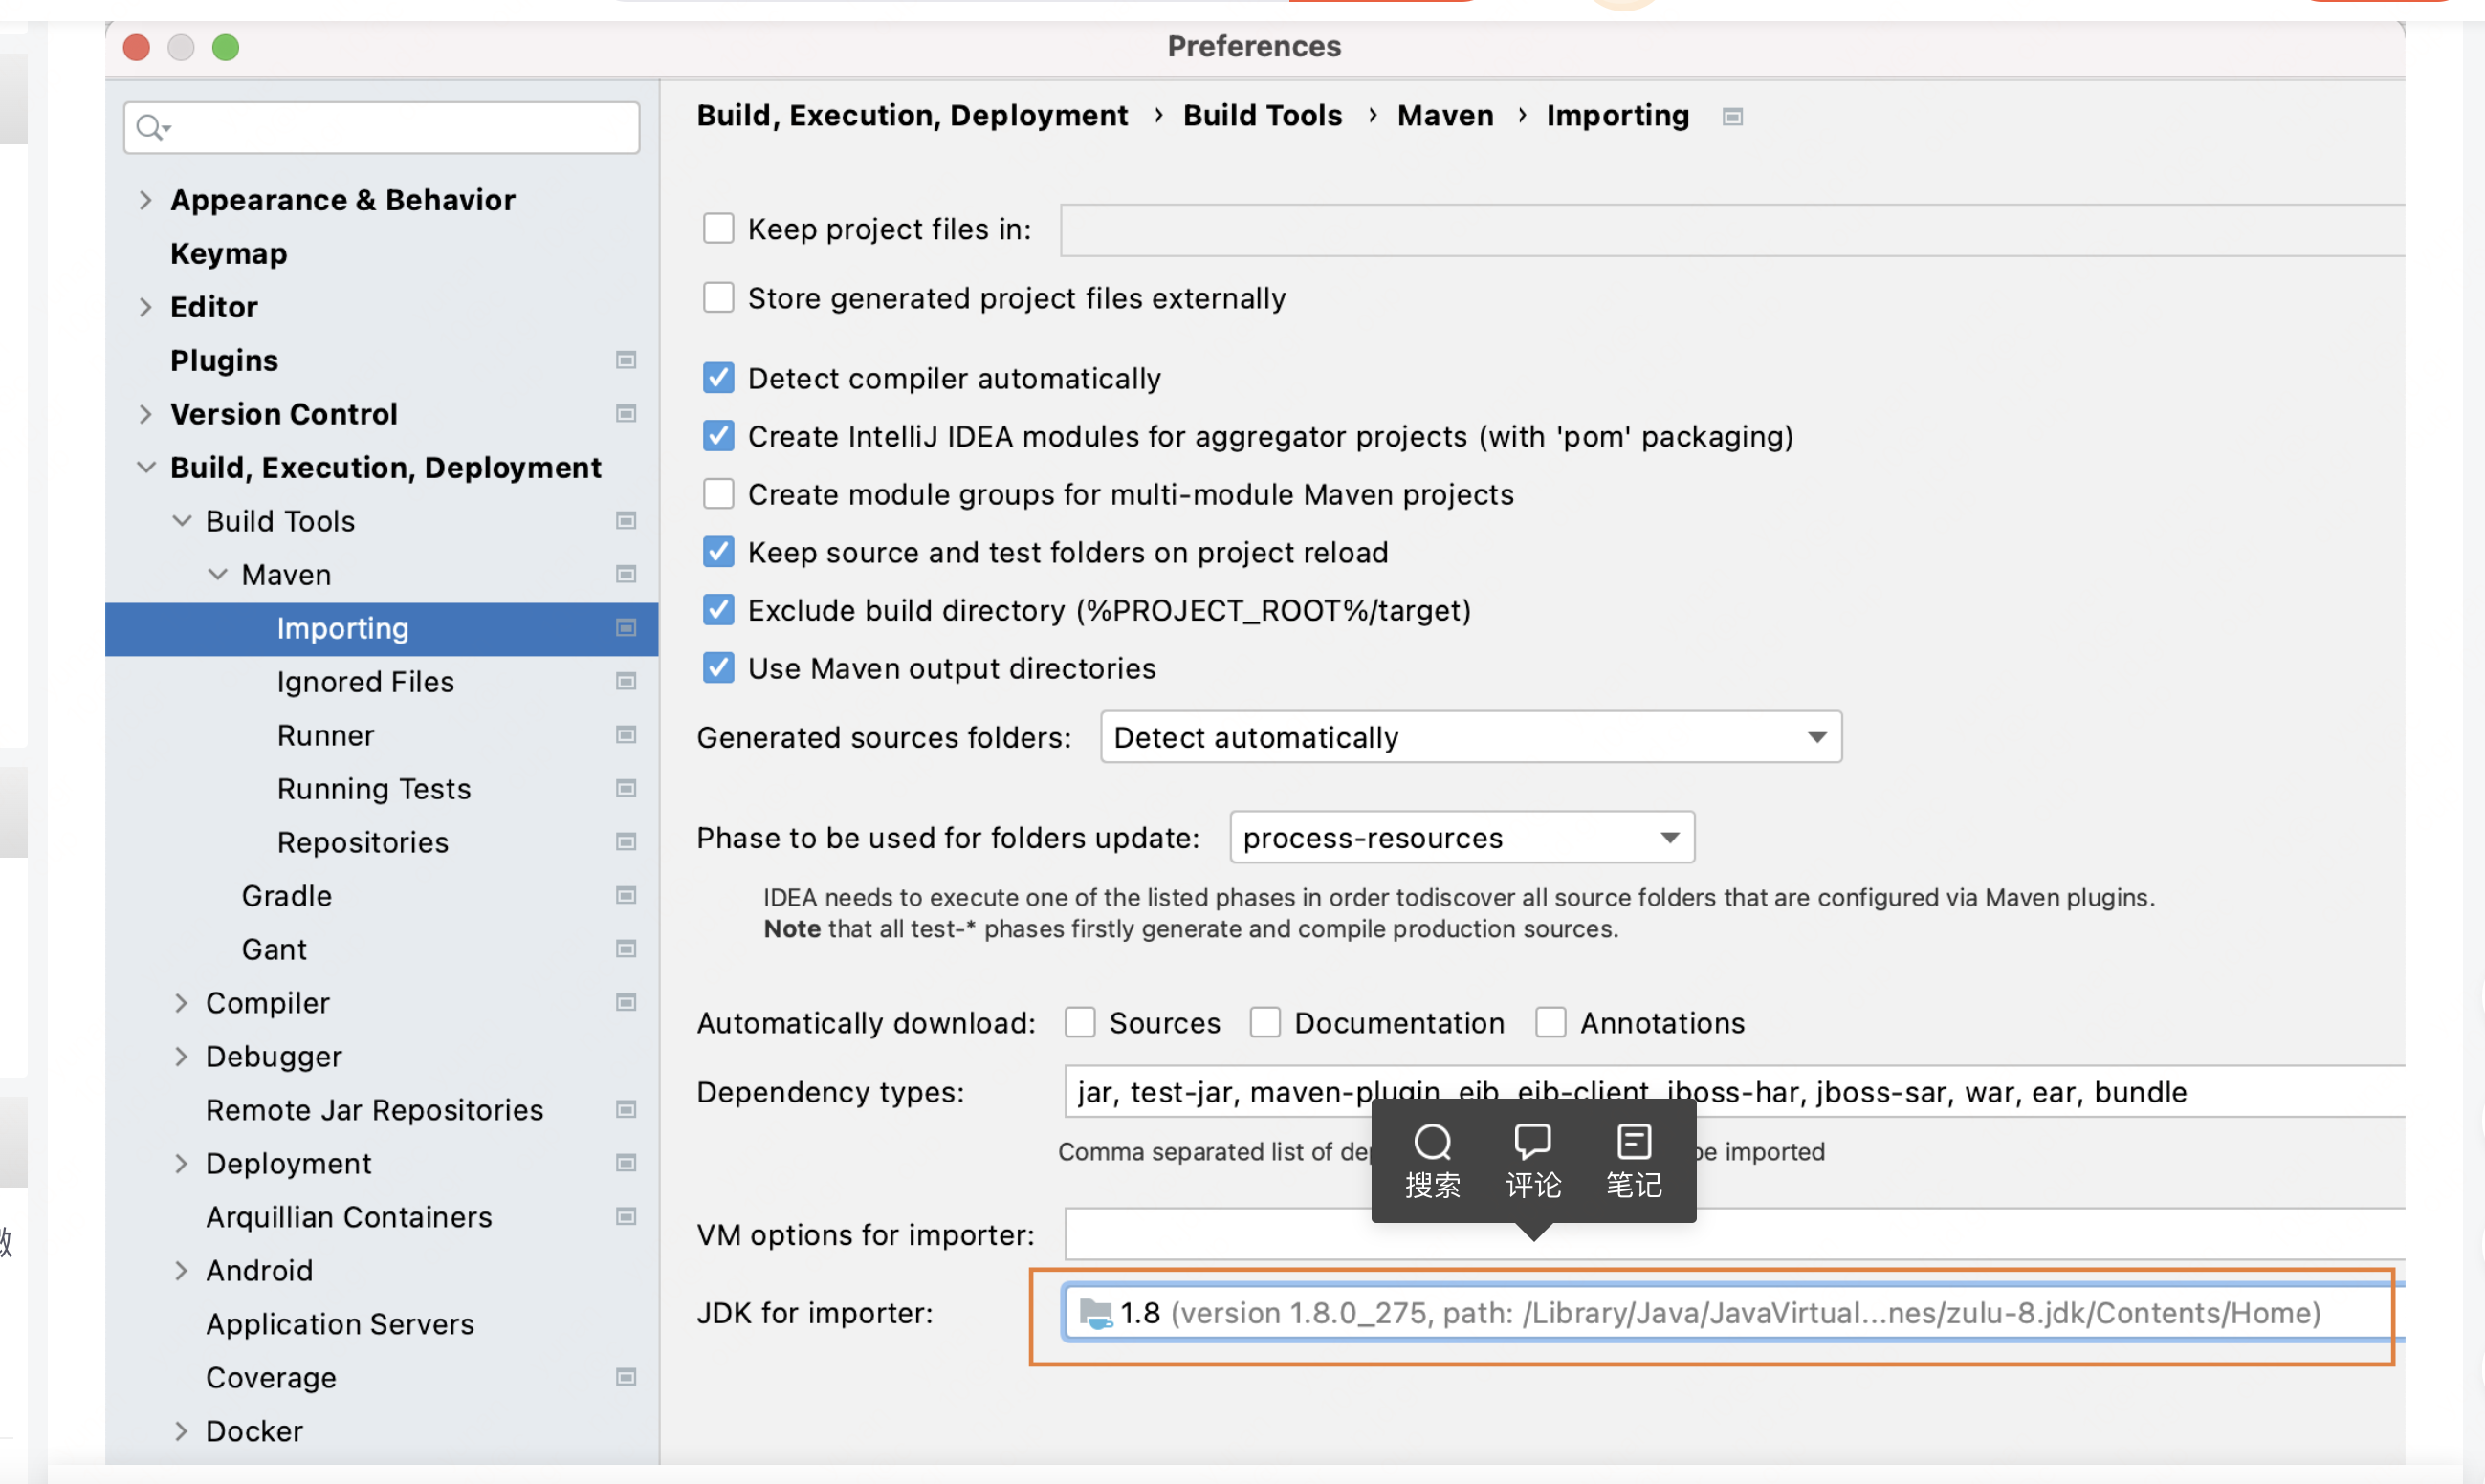 Preferences
Build, Execution, Deployment › Build Tools › Maven › Importing
Appearance & Behavior
Keymap
Editor
Plugins
Version Control
Build, Execution, Deployment
Build Tools
Maven
Importing
Ignored Files
Runner
Running Tests
Repositories
Gradle
Gant
Compiler
Debugger
Remote Jar Repositories
Deployment
Arquillian Containers
Android
Application Servers
Coverage
Docker
Keep project files in:
Store generated project files externally
Detect compiler automatically
Create IntelliJ IDEA modules for aggregator projects (with 'pom' packaging)
Create module groups for multi-module Maven projects
Keep source and test folders on project reload
Exclude build directory (%PROJECT_ROOT%/target)
Use Maven output directories
Generated sources folders: Detect automatically
Phase to be used for folders update: process-resources
IDEA needs to execute one of the listed phases in order todiscover all source folders that are configured via Maven plugins.
Note that all test-* phases firstly generate and compile production sources.
Automatically download: Sources Documentation Annotations
Dependency types: jar, test-jar, maven-plugin, ejb, ejb-client, jboss-har, jboss-sar, war, ear, bundle
Comma separated list of be imported
搜索 评论 笔记
VM options for importer:
JDK for importer: 1.8 (version 1.8.0_275, path: /Library/Java/JavaVirtual...nes/zulu-8.jdk/Contents/Home)